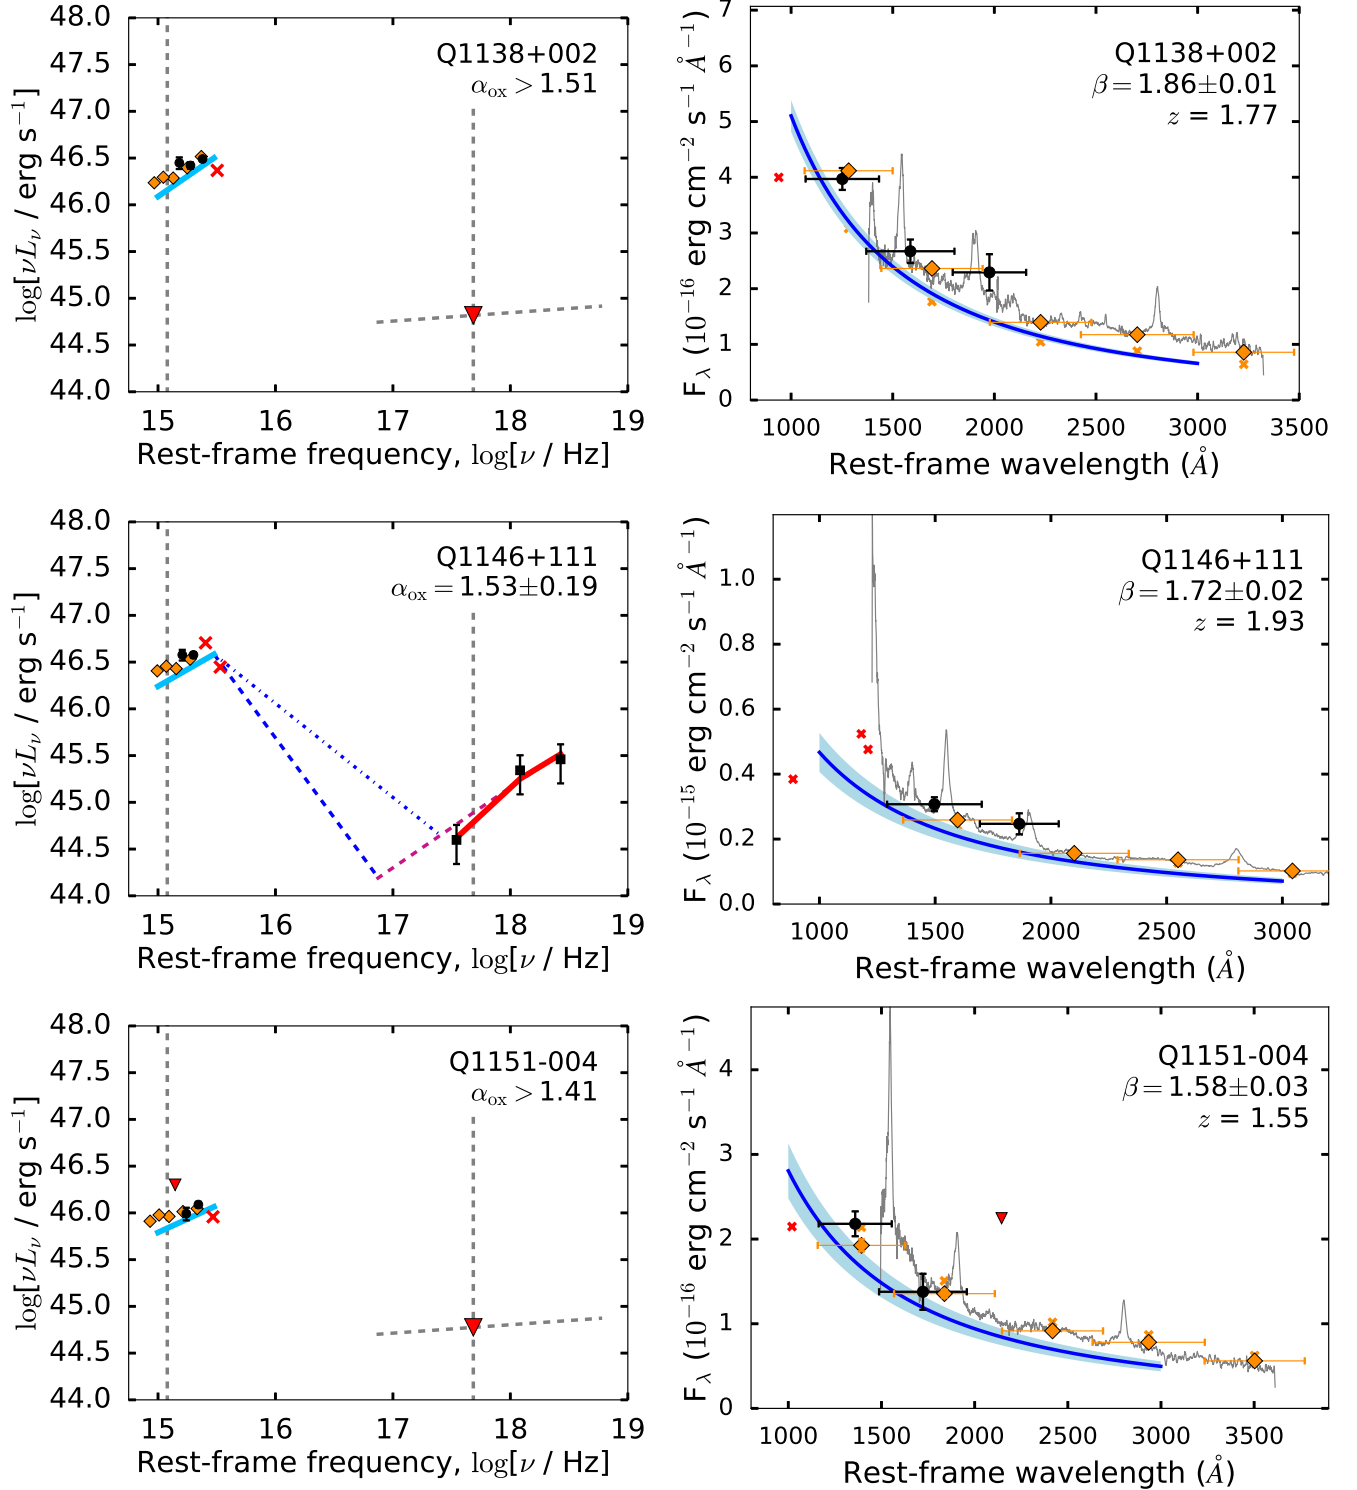 48.0
47.5
47.0
46.5
46.0
45.5
45.0
44.5
44.0
log[νLν / erg s⁻¹]
Q1138+002
αox > 1.51
15 16 17 18 19
Rest-frame frequency, log[ν / Hz]
7
6
5
4
3
2
1
0
Fλ (10⁻¹⁶ erg cm⁻² s⁻¹ Å⁻¹)
Q1138+002
β = 1.86±0.01
z = 1.77
1000 1500 2000 2500 3000 3500
Rest-frame wavelength (Å)
48.0
47.5
47.0
46.5
46.0
45.5
45.0
44.5
44.0
log[νLν / erg s⁻¹]
Q1146+111
αox = 1.53±0.19
15 16 17 18 19
Rest-frame frequency, log[ν / Hz]
1.0
0.8
0.6
0.4
0.2
0.0
Fλ (10⁻¹⁵ erg cm⁻² s⁻¹ Å⁻¹)
Q1146+111
β = 1.72±0.02
z = 1.93
1000 1500 2000 2500 3000
Rest-frame wavelength (Å)
48.0
47.5
47.0
46.5
46.0
45.5
45.0
44.5
44.0
log[νLν / erg s⁻¹]
Q1151-004
αox > 1.41
15 16 17 18 19
Rest-frame frequency, log[ν / Hz]
4
3
2
1
0
Fλ (10⁻¹⁶ erg cm⁻² s⁻¹ Å⁻¹)
Q1151-004
β = 1.58±0.03
z = 1.55
1000 1500 2000 2500 3000 3500
Rest-frame wavelength (Å)